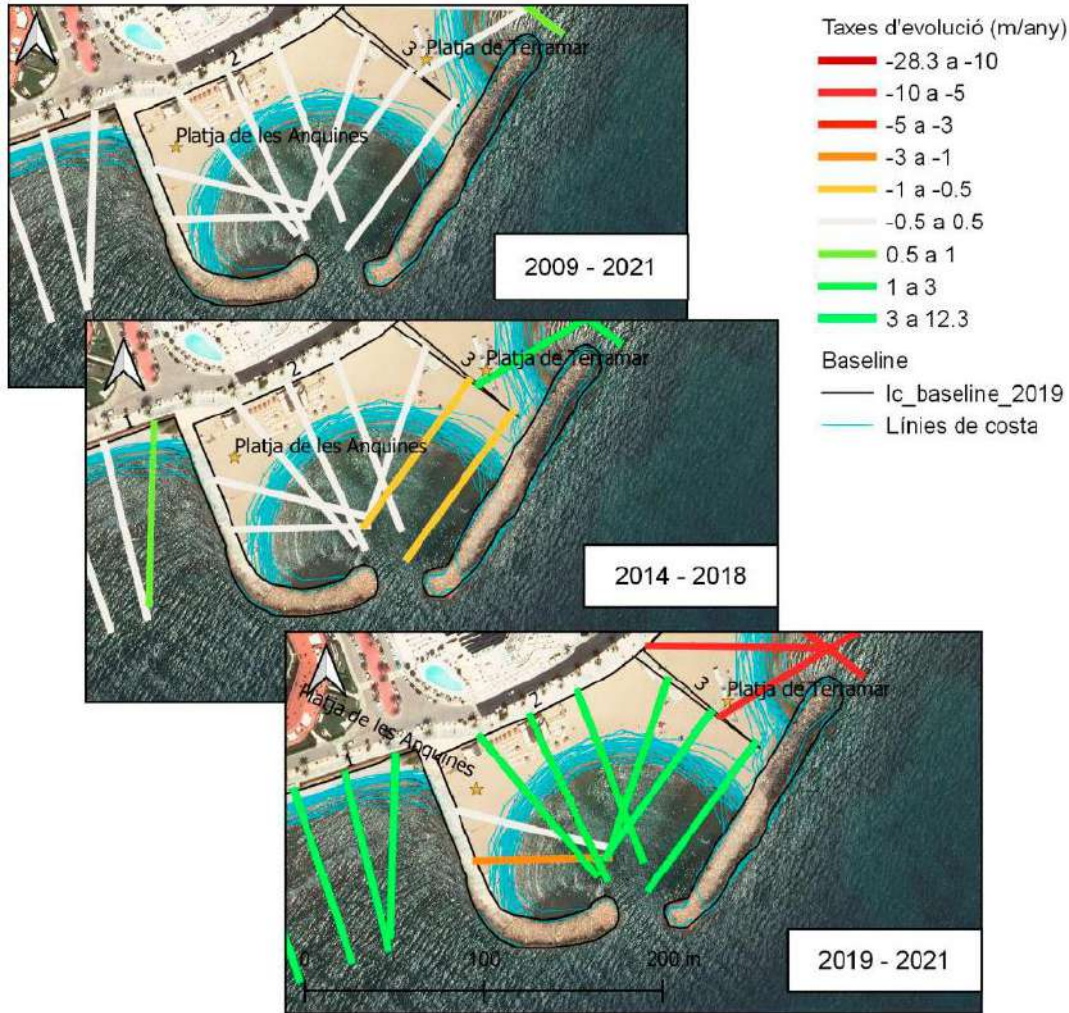 Platja de Terramar
3
2
1
Platja de les Anquines
2009 - 2021
Platja de Terramar
3
2
1
Platja de les Anquines
2014 - 2018
Platja de Terramar
3
2
1
Platja de les Anquines
0 100 200 m
2019 - 2021
Taxes d'evolució (m/any)
-28.3 a -10
-10 a -5
-5 a -3
-3 a -1
-1 a -0.5
-0.5 a 0.5
0.5 a 1
1 a 3
3 a 12.3
Baseline
lc_baseline_2019
Línies de costa